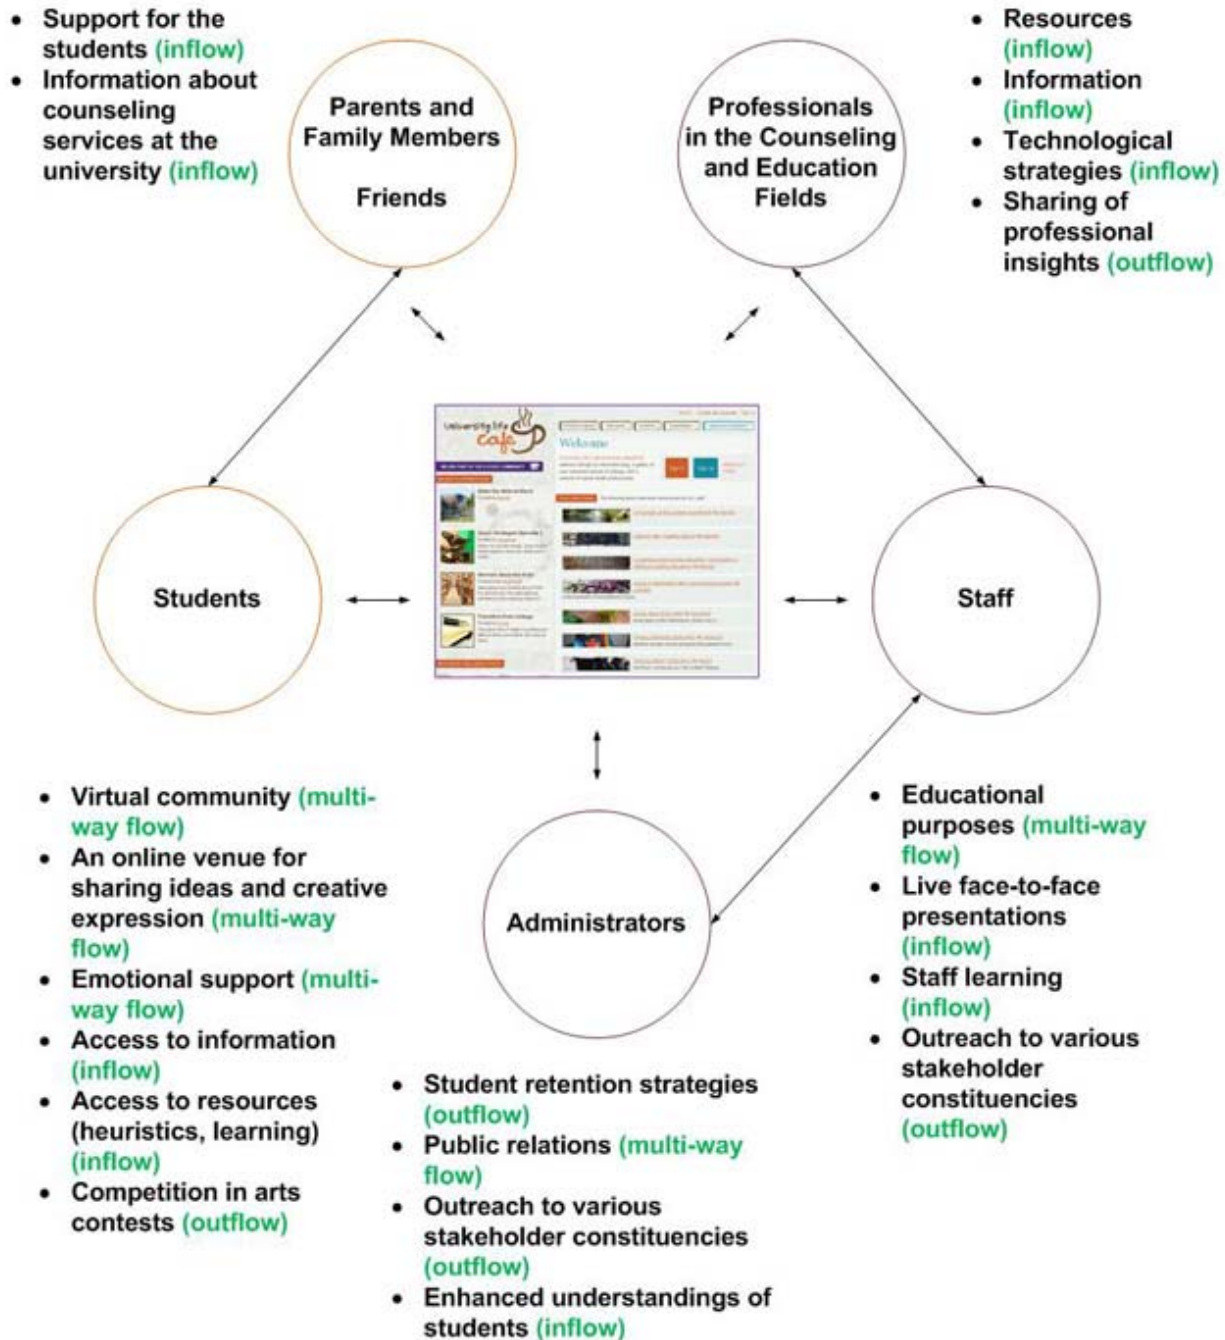 • Support for the
students (inflow)
• Information about
counseling
services at the
university (inflow)
Parents and
Family Members
Friends
Professionals
in the Counseling
and Education
Fields
• Resources
(inflow)
• Information
(inflow)
• Technological
strategies (inflow)
• Sharing of
professional
insights (outflow)
University life
cafe
Welcome
Students
Staff
• Virtual community (multi-
way flow)
• An online venue for
sharing ideas and creative
expression (multi-way
flow)
• Emotional support (multi-
way flow)
• Access to information
(inflow)
• Access to resources
(heuristics, learning)
(inflow)
• Competition in arts
contests (outflow)
Administrators
• Student retention strategies
(outflow)
• Public relations (multi-way
flow)
• Outreach to various
stakeholder constituencies
(outflow)
• Enhanced understandings of
students (inflow)
• Educational
purposes (multi-way
flow)
• Live face-to-face
presentations
(inflow)
• Staff learning
(inflow)
• Outreach to various
stakeholder
constituencies
(outflow)